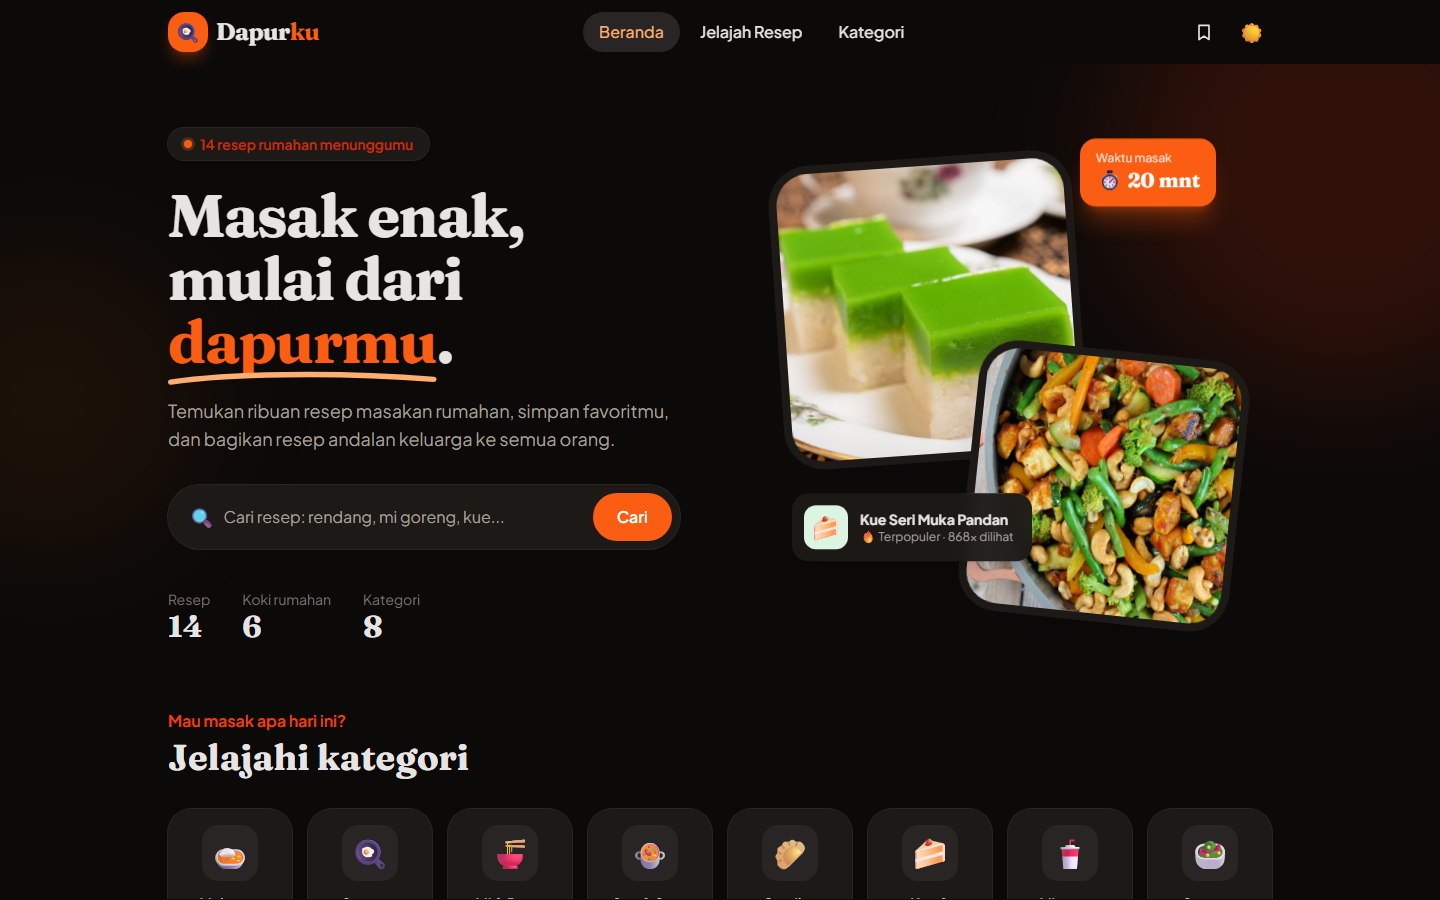 Dapurku
Beranda
Jelajah Resep
Kategori
14 resep rumahan menunggumu
Masak enak,
mulai dari
dapurmu.
Temukan ribuan resep masakan rumahan, simpan favoritmu,
dan bagikan resep andalan keluarga ke semua orang.
Cari resep: rendang, mi goreng, kue...
Cari
Resep
14
Koki rumahan
6
Kategori
8
Waktu masak
20 mnt
Kue Seri Muka Pandan
Terpopuler · 868× dilihat
Mau masak apa hari ini?
Jelajahi kategori